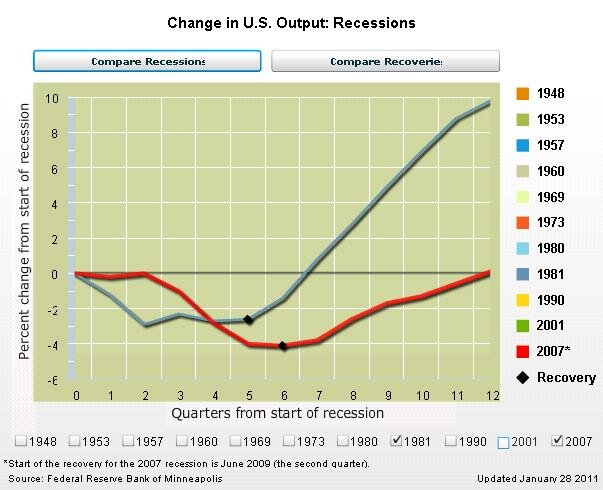 Change in U.S. Output: Recessions
Compare Recessions
Compare Recoverie:
Percent change from start of recession
10
8
6
4
2
0
-2
-4
-6
0 1 2 3 4 5 6 7 8 9 10 11 12
Quarters from start of recession
1948
1953
1957
1960
1969
1973
1980
1981
1990
2001
2007*
Recovery
1948 1953 1957 1960 1969 1973 1980 1981 1990 2001 2007
*Start of the recovery for the 2007 recession is June 2009 (the second quarter).
Source: Federal Reserve Bank of Minneapolis
Updated January 28 2011